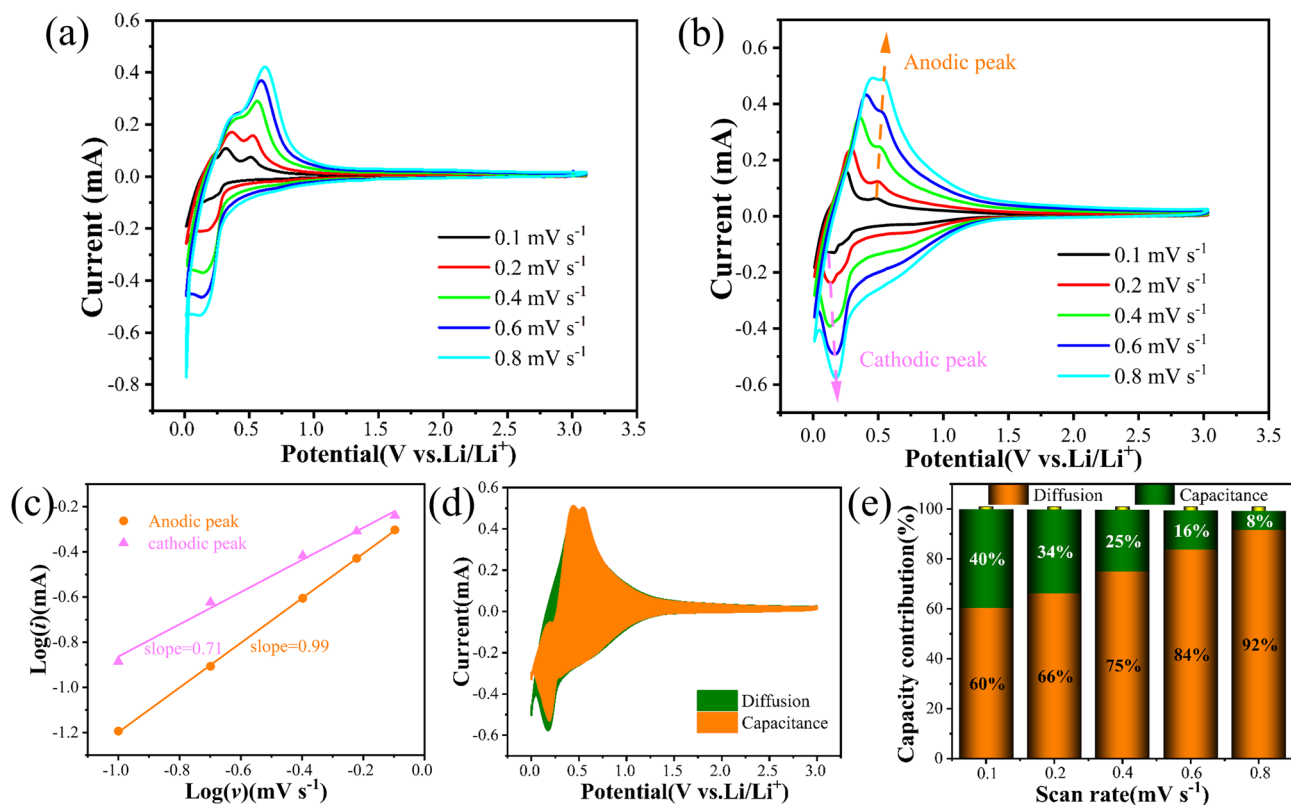 (a)
Current (mA)
0.4
0.2
0.0
-0.2
-0.4
-0.6
-0.8
0.1 mV s⁻¹
0.2 mV s⁻¹
0.4 mV s⁻¹
0.6 mV s⁻¹
0.8 mV s⁻¹
0.0 0.5 1.0 1.5 2.0 2.5 3.0 3.5
Potential(V vs.Li/Li⁺)
(b)
Current (mA)
0.6
0.4
0.2
0.0
-0.2
-0.4
-0.6
Anodic peak
Cathodic peak
0.1 mV s⁻¹
0.2 mV s⁻¹
0.4 mV s⁻¹
0.6 mV s⁻¹
0.8 mV s⁻¹
0.0 0.5 1.0 1.5 2.0 2.5 3.0 3.5
Potential(V vs.Li/Li⁺)
(c)
Log(i)(mA)
-0.2
-0.4
-0.6
-0.8
-1.0
-1.2
Anodic peak
cathodic peak
slope=0.71
slope=0.99
-1.0 -0.8 -0.6 -0.4 -0.2 0.0
Log(v)(mV s⁻¹)
(d)
Current(mA)
0.6
0.4
0.2
0.0
-0.2
-0.4
-0.6
Diffusion
Capacitance
0.0 0.5 1.0 1.5 2.0 2.5 3.0
Potential(V vs.Li/Li⁺)
(e)
Capacity contribution(%)
Diffusion Capacitance
100
80
60
40
20
0
40% 34% 25% 16% 8%
60% 66% 75% 84% 92%
0.1 0.2 0.4 0.6 0.8
Scan rate(mV s⁻¹)